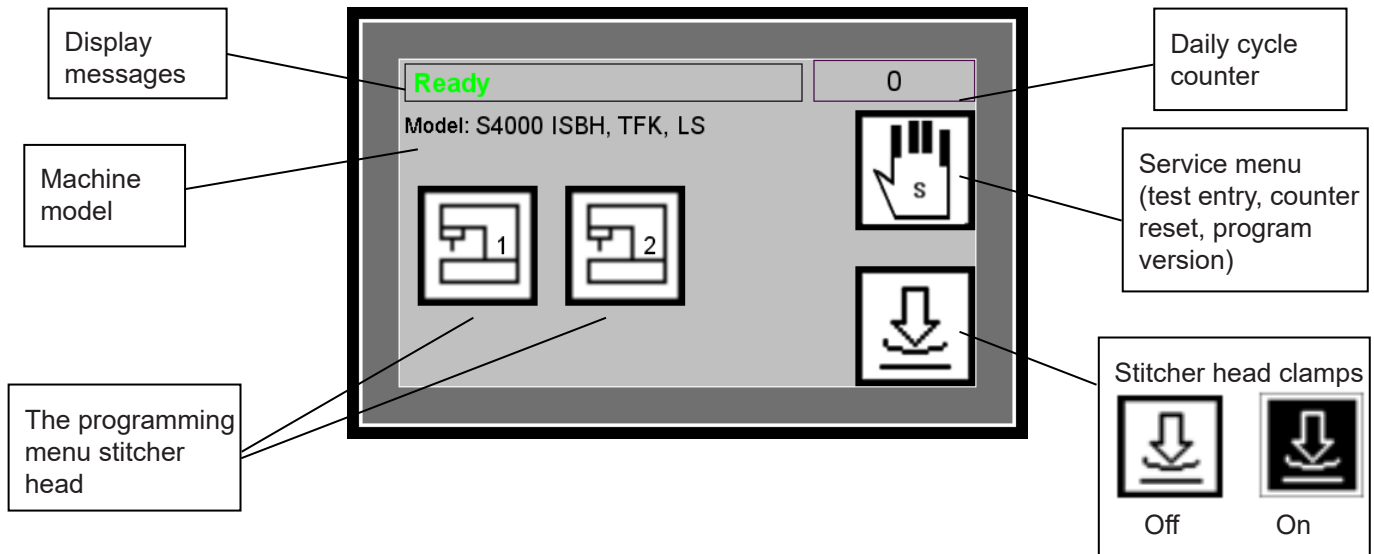 Display
messages
Ready
0
Daily cycle
counter
Model: S4000 ISBH, TFK, LS
Machine
model
1
2
S
Service menu
(test entry, counter
reset, program
version)
The programming
menu stitcher
head
Stitcher head clamps
Off
On